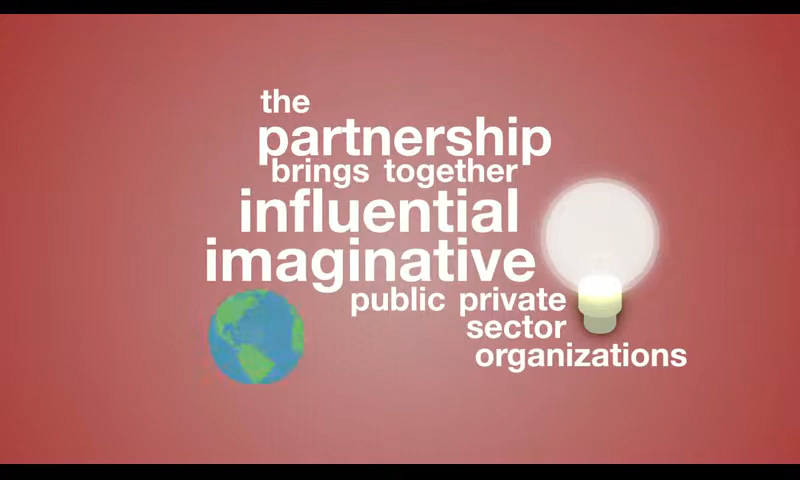 the
partnership
brings together
influential
imaginative
public private
sector
organizations